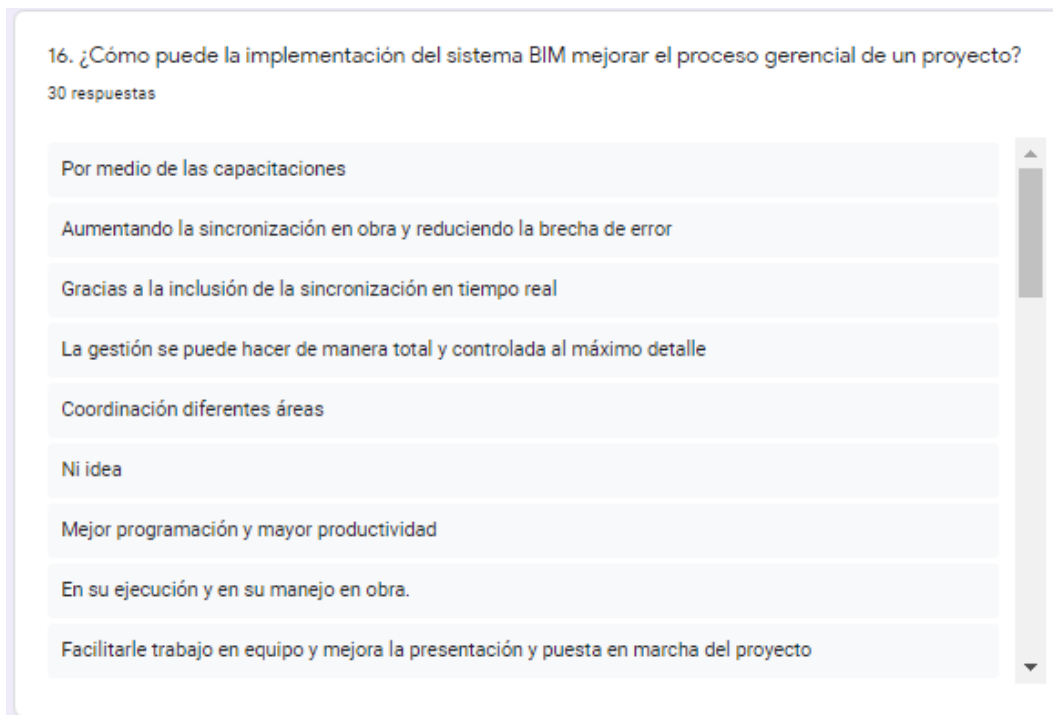 16. ¿Cómo puede la implementación del sistema BIM mejorar el proceso gerencial de un proyecto?
30 respuestas
Por medio de las capacitaciones
Aumentando la sincronización en obra y reduciendo la brecha de error
Gracias a la inclusión de la sincronización en tiempo real
La gestión se puede hacer de manera total y controlada al máximo detalle
Coordinación diferentes áreas
Ni idea
Mejor programación y mayor productividad
En su ejecución y en su manejo en obra.
Facilitarle trabajo en equipo y mejora la presentación y puesta en marcha del proyecto